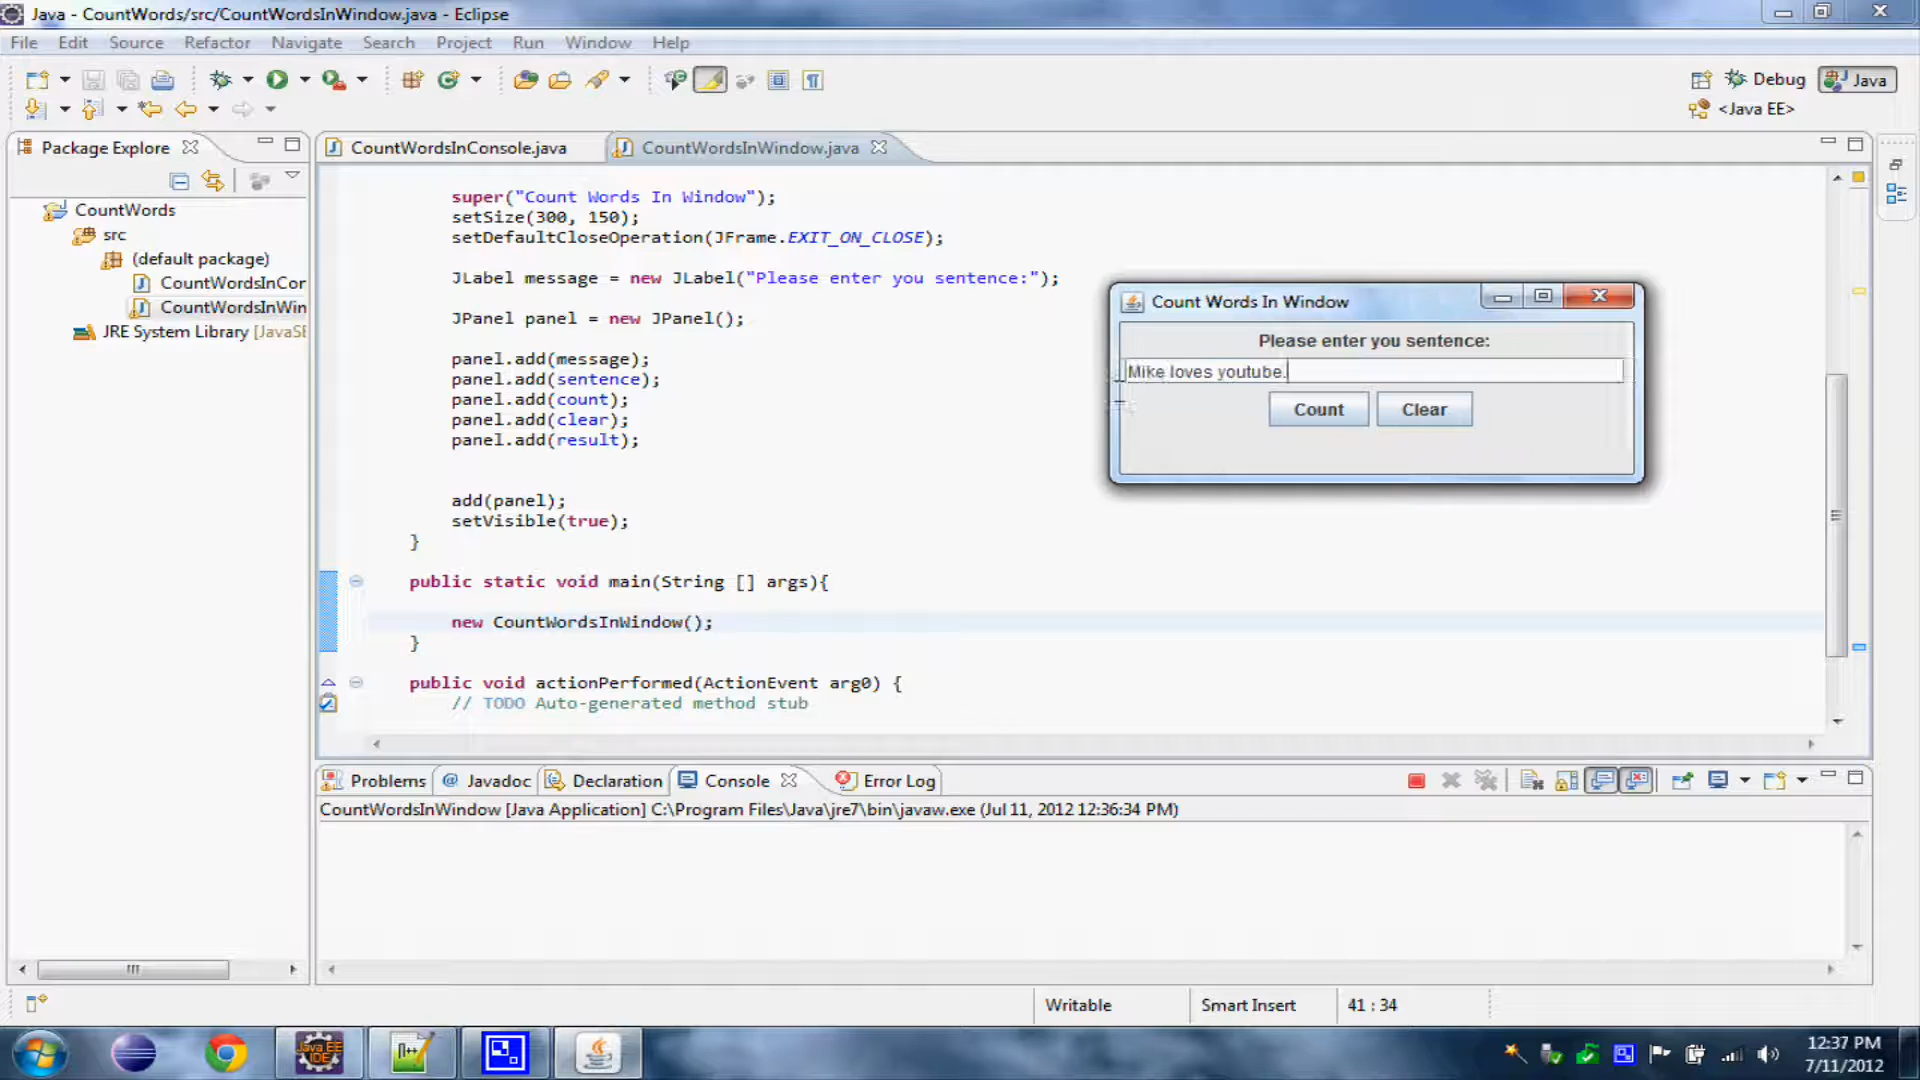 Java - CountWords/src/CountWordsInWindow.java - Eclipse
File Edit Source Refactor Navigate Search Project Run Window Help
Debug Java
<Java EE>
Package Explore
CountWordsInConsole.java CountWordsInWindow.java
CountWords
src
(default package)
CountWordsInCor
CountWordsInWin
JRE System Library [JavaSE
super("Count Words In Window");
setSize(300, 150);
setDefaultCloseOperation(JFrame.EXIT_ON_CLOSE);
JLabel message = new JLabel("Please enter you sentence:");
JPanel panel = new JPanel();
panel.add(message);
panel.add(sentence);
panel.add(count);
panel.add(clear);
panel.add(result);
add(panel);
setVisible(true);
}
public static void main(String [] args){
new CountWordsInWindow();
}
public void actionPerformed(ActionEvent arg0) {
// TODO Auto-generated method stub
Count Words In Window
Please enter you sentence:
Mike loves youtube.
Count Clear
Problems Javadoc Declaration Console Error Log
CountWordsInWindow [Java Application] C:\Program Files\Java\jre7\bin\javaw.exe (Jul 11, 2012 12:36:34 PM)
Writable Smart Insert 41 : 34
Java EE
IDE
12:37 PM
7/11/2012